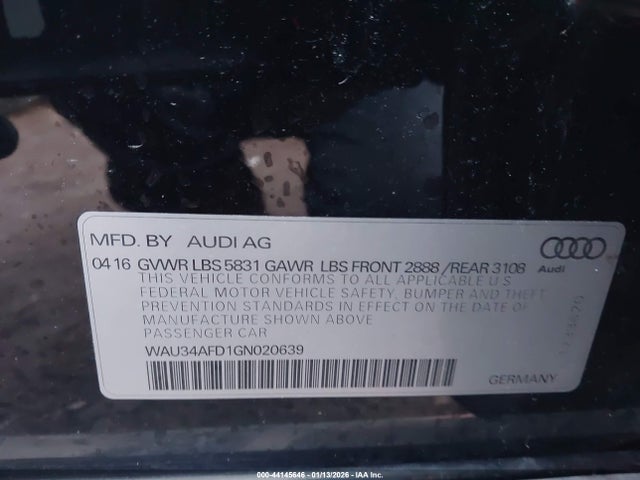 MFD. BY AUDI AG
04 16 GVWR LBS 5831 GAWR LBS FRONT 2888 / REAR 3108
Audi
THIS VEHICLE CONFORMS TO ALL APPLICABLE U S
FEDERAL MOTOR VEHICLE SAFETY, BUMPER AND THEFT
PREVENTION STANDARDS IN EFFECT ON THE DATE OF
MANUFACTURE SHOWN ABOVE
PASSENGER CAR
WAU34AFD1GN020639
GERMANY
000-44145646 - 01/13/2026 - IAA Inc.